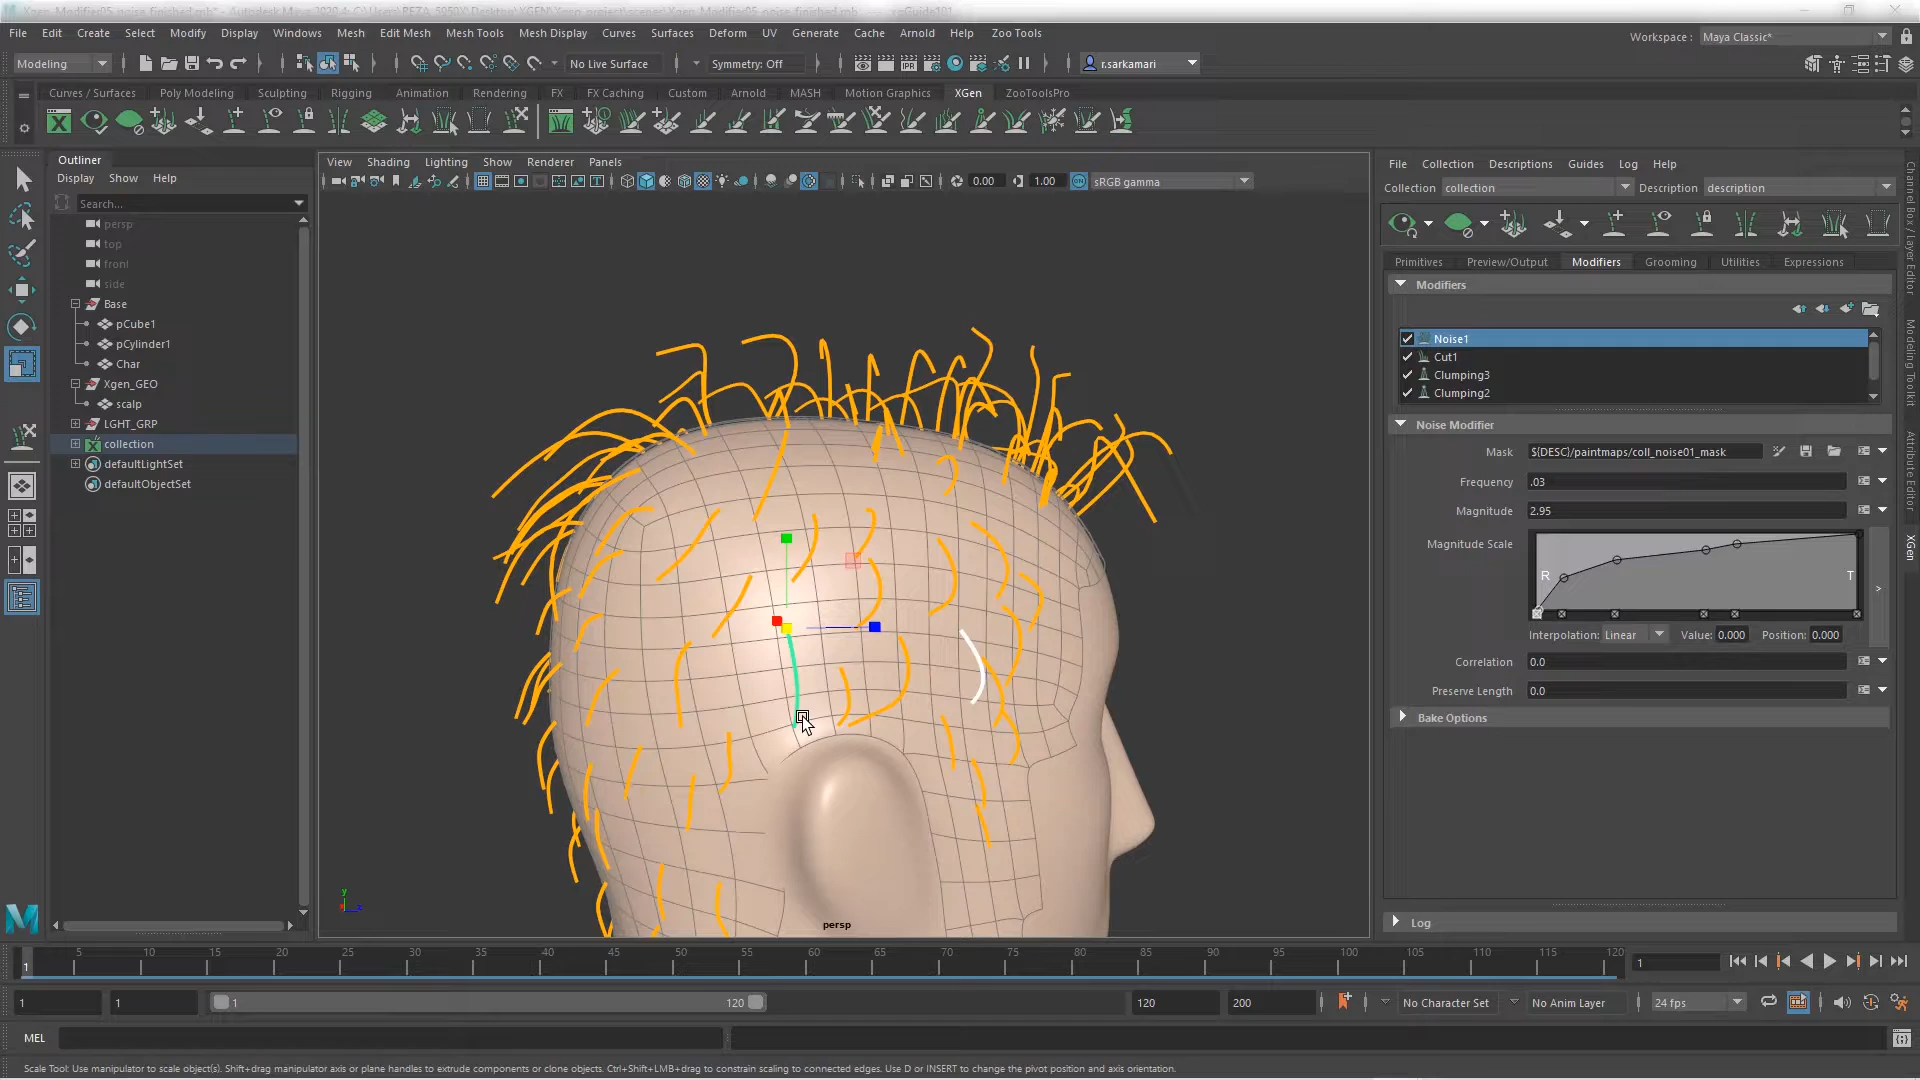 File Edit Create Select Modify Display Windows Mesh Edit Mesh Mesh Tools Mesh Display Curves Surfaces Deform UV Generate Cache Arnold Help Zoo Tools
Workspace : Maya Classic*
Modeling No Live Surface Symmetry: Off r.sarkamari
Curves / Surfaces Poly Modeling Sculpting Rigging Animation Rendering FX FX Caching Custom Arnold MASH Motion Graphics XGen ZooToolsPro
Outliner
Display Show Help
Search...
persp
top
front
side
Base
pCube1
pCylinder1
Char
Xgen_GEO
scalp
LGHT_GRP
collection
defaultLightSet
defaultObjectSet
View Shading Lighting Show Renderer Panels
0.00 1.00 sRGB gamma
persp
File Collection Descriptions Guides Log Help
Collection collection Description description
Primitives Preview/Output Modifiers Grooming Utilities Expressions
Modifiers
Noise1
Cut1
Clumping3
Clumping2
Noise Modifier
Mask ${DESC}/paintmaps/coll_noise01_mask
Frequency .03
Magnitude 2.95
Magnitude Scale
R T
>
Interpolation: Linear Value: 0.000 Position: 0.000
Correlation 0.0
Preserve Length 0.0
Bake Options
Log
Channel Box / Layer Editor
Modeling Toolkit
Attribute Editor
XGen
5 10 15 20 25 30 35 40 45 50 55 60 65 70 75 80 85 90 95 100 105 110 115 120
1 1
1 1 1 120 120 200 No Character Set No Anim Layer 24 fps
MEL
Scale Tool: Use manipulator to scale object(s). Shift+drag manipulator axis or plane handles to extrude components or clone objects. Ctrl+Shift+LMB+drag to constrain scaling to connected edges. Use D or INSERT to change the pivot position and axis orientation.